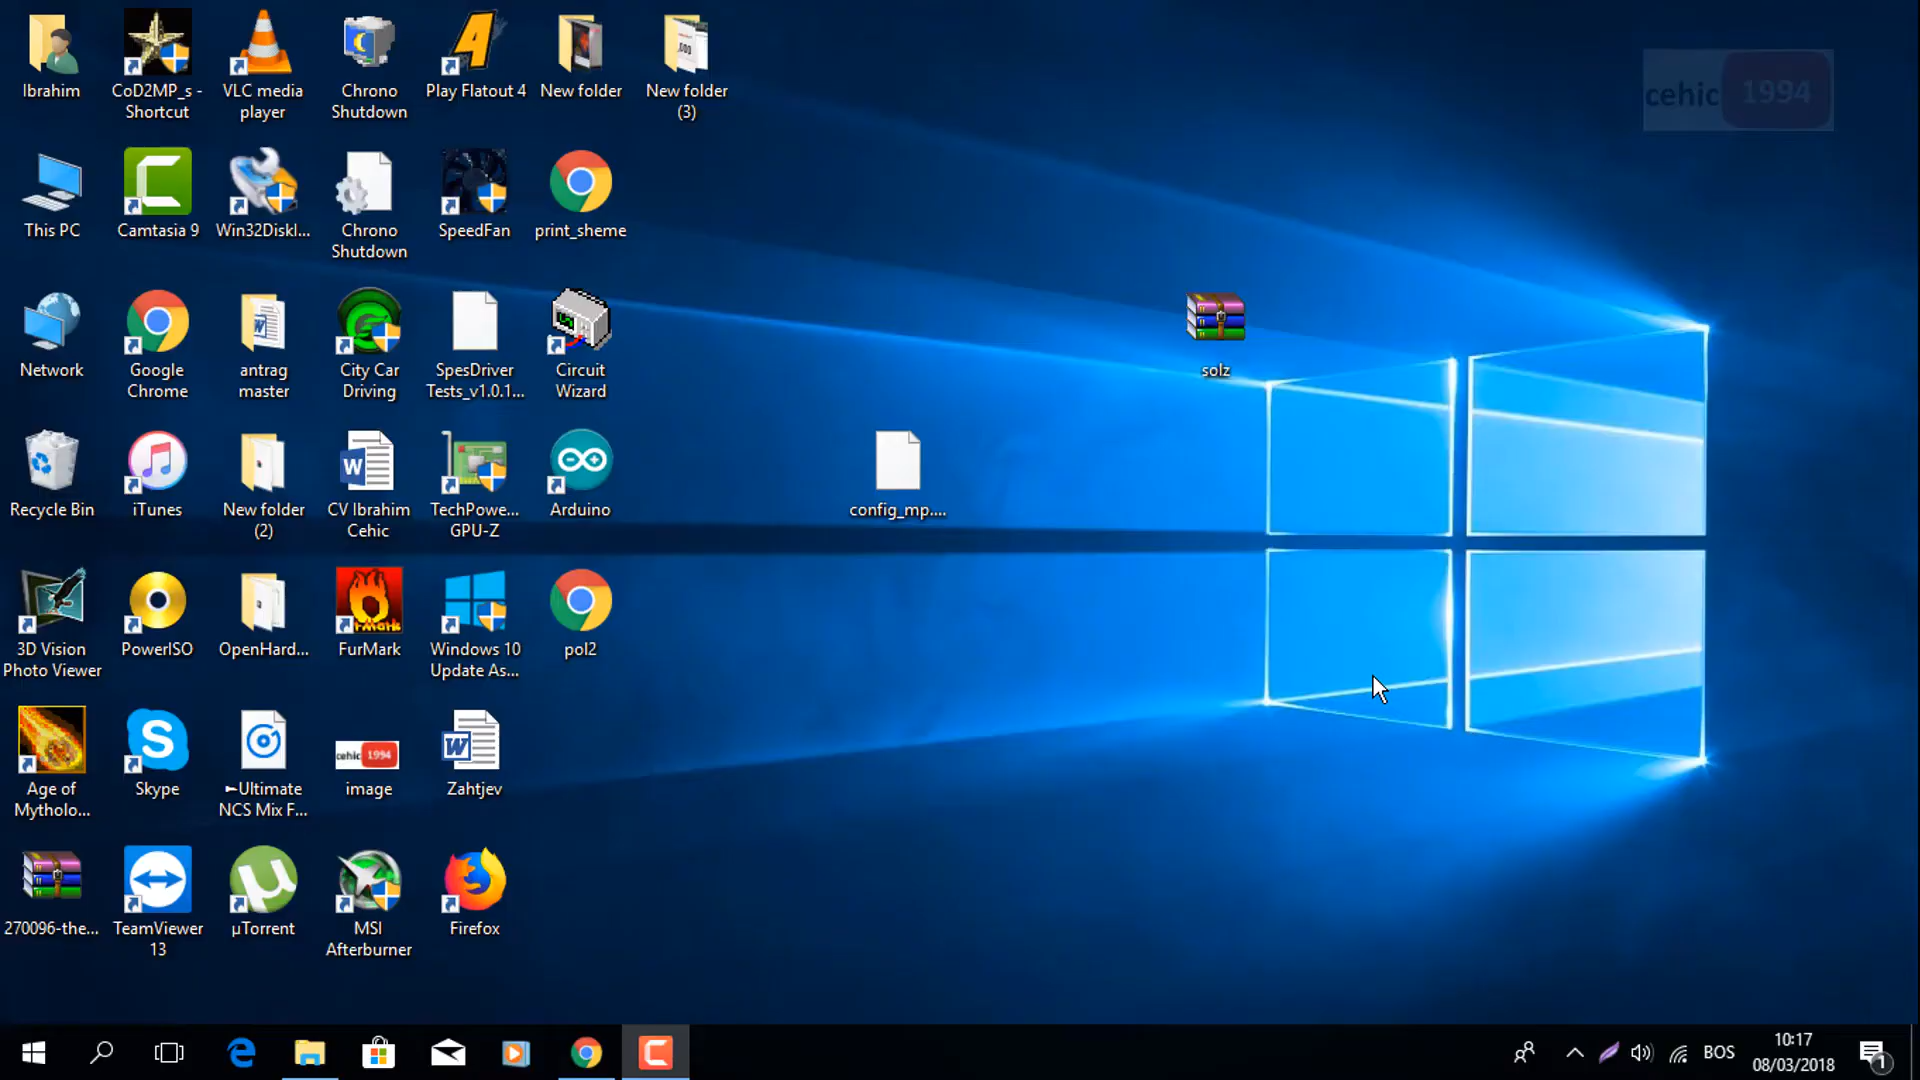 Ibrahim
CoD2MP_s -
Shortcut
VLC media
player
Chrono
Shutdown
Play Flatout 4
New folder
New folder
(3)
cehic 1994
This PC
Camtasia 9
Win32DiskI...
Chrono
Shutdown
SpeedFan
print_sheme
Network
Google
Chrome
antrag
master
City Car
Driving
SpesDriver
Tests_v1.0.1...
Circuit
Wizard
solz
Recycle Bin
iTunes
New folder
(2)
CV Ibrahim
Cehic
TechPowe...
GPU-Z
Arduino
config_mp....
3D Vision
Photo Viewer
PowerISO
OpenHard...
FurMark
Windows 10
Update As...
pol2
Age of
Mytholo...
Skype
►Ultimate
NCS Mix F...
cehic 1994
image
Zahtjev
270096-the...
TeamViewer
13
µTorrent
MSI
Afterburner
Firefox
BOS
10:17
08/03/2018
1